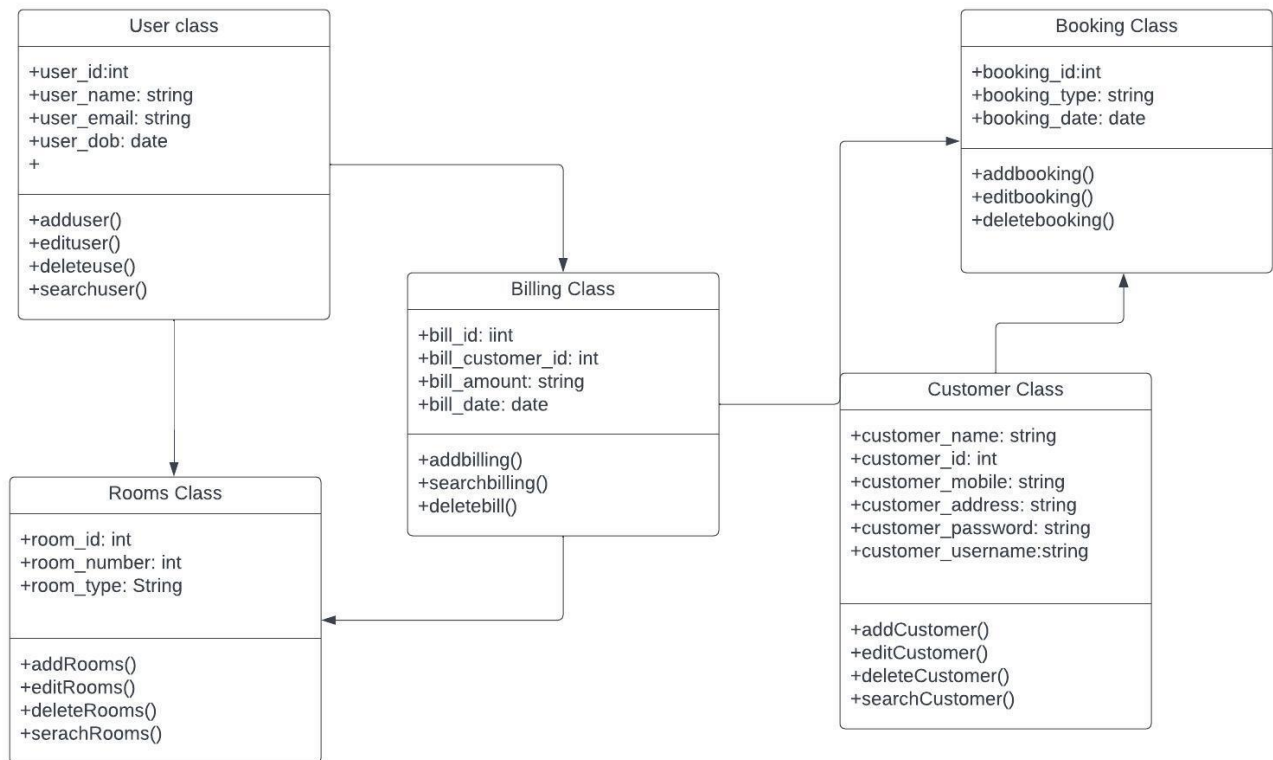 User class
+user_id:int
+user_name: string
+user_email: string
+user_dob: date
+
+adduser()
+edituser()
+deleteuse()
+searchuser()
Booking Class
+booking_id:int
+booking_type: string
+booking_date: date
+addbooking()
+editbooking()
+deletebooking()
Billing Class
+bill_id: iint
+bill_customer_id: int
+bill_amount: string
+bill_date: date
+addbilling()
+searchbilling()
+deletebill()
Customer Class
+customer_name: string
+customer_id: int
+customer_mobile: string
+customer_address: string
+customer_password: string
+customer_username:string
+addCustomer()
+editCustomer()
+deleteCustomer()
+searchCustomer()
Rooms Class
+room_id: int
+room_number: int
+room_type: String
+addRooms()
+editRooms()
+deleteRooms()
+serachRooms()